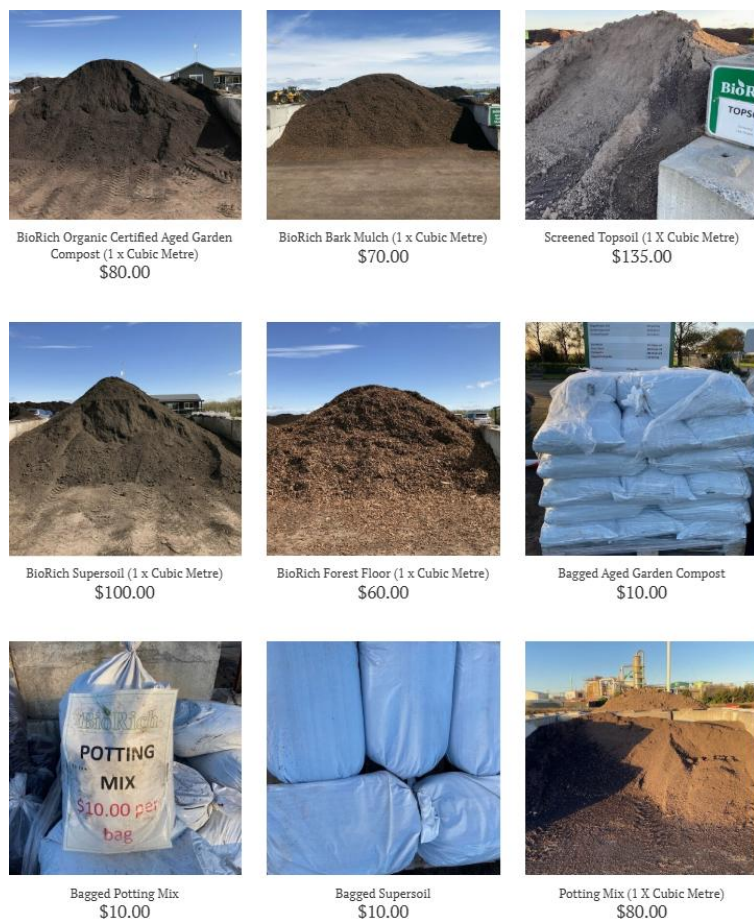 BioRi
TOPSO
BioRich Organic Certified Aged Garden
Compost (1 x Cubic Metre)
$80.00
BioRich Bark Mulch (1 x Cubic Metre)
$70.00
Screened Topsoil (1 X Cubic Metre)
$135.00
BioRich Supersoil (1 x Cubic Metre)
$100.00
BioRich Forest Floor (1 x Cubic Metre)
$60.00
Bagged Aged Garden Compost
$10.00
BioRich
POTTING
MIX
$10.00 per
bag
Bagged Potting Mix
$10.00
Bagged Supersoil
$10.00
Potting Mix (1 X Cubic Metre)
$80.00